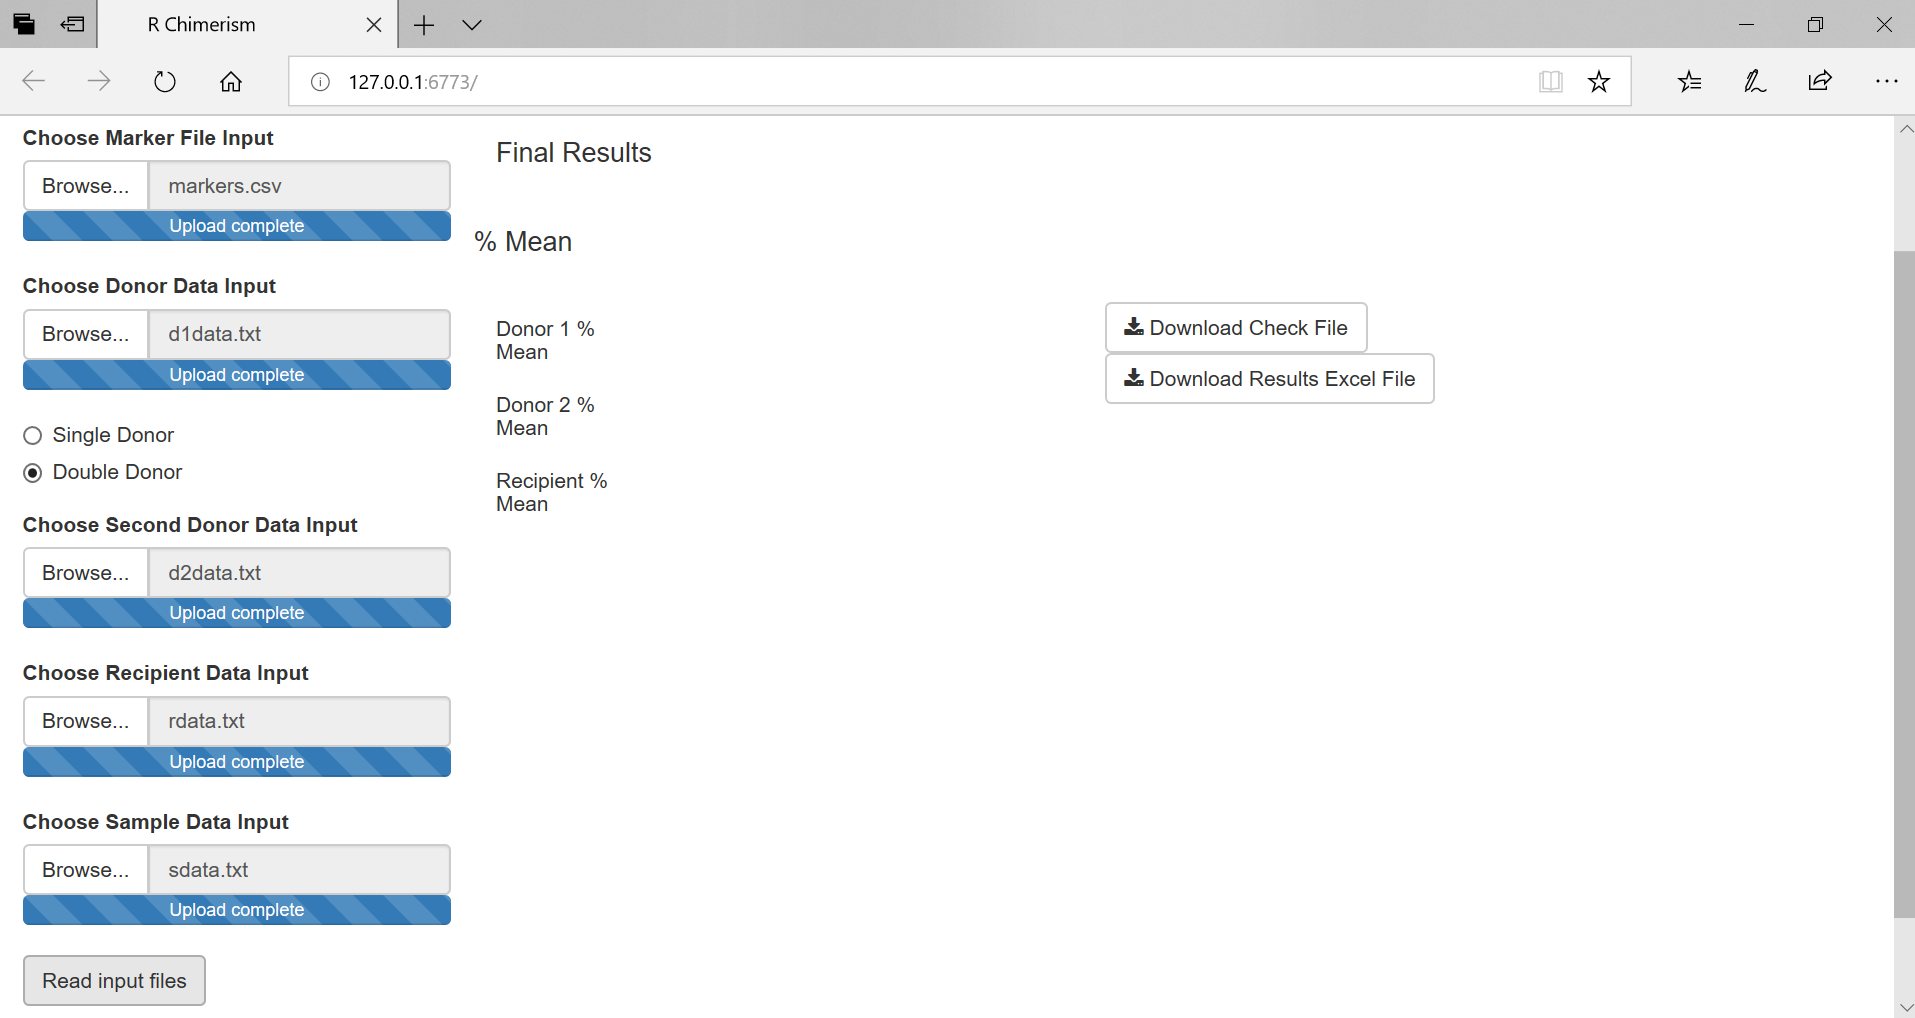 R Chimerism
127.0.0.1:6773/
Choose Marker File Input
Browse... markers.csv
Upload complete
Choose Donor Data Input
Browse... d1data.txt
Upload complete
Single Donor
Double Donor
Choose Second Donor Data Input
Browse... d2data.txt
Upload complete
Choose Recipient Data Input
Browse... rdata.txt
Upload complete
Choose Sample Data Input
Browse... sdata.txt
Upload complete
Read input files
Final Results
% Mean
Donor 1 %
Mean
Donor 2 %
Mean
Recipient %
Mean
Download Check File
Download Results Excel File